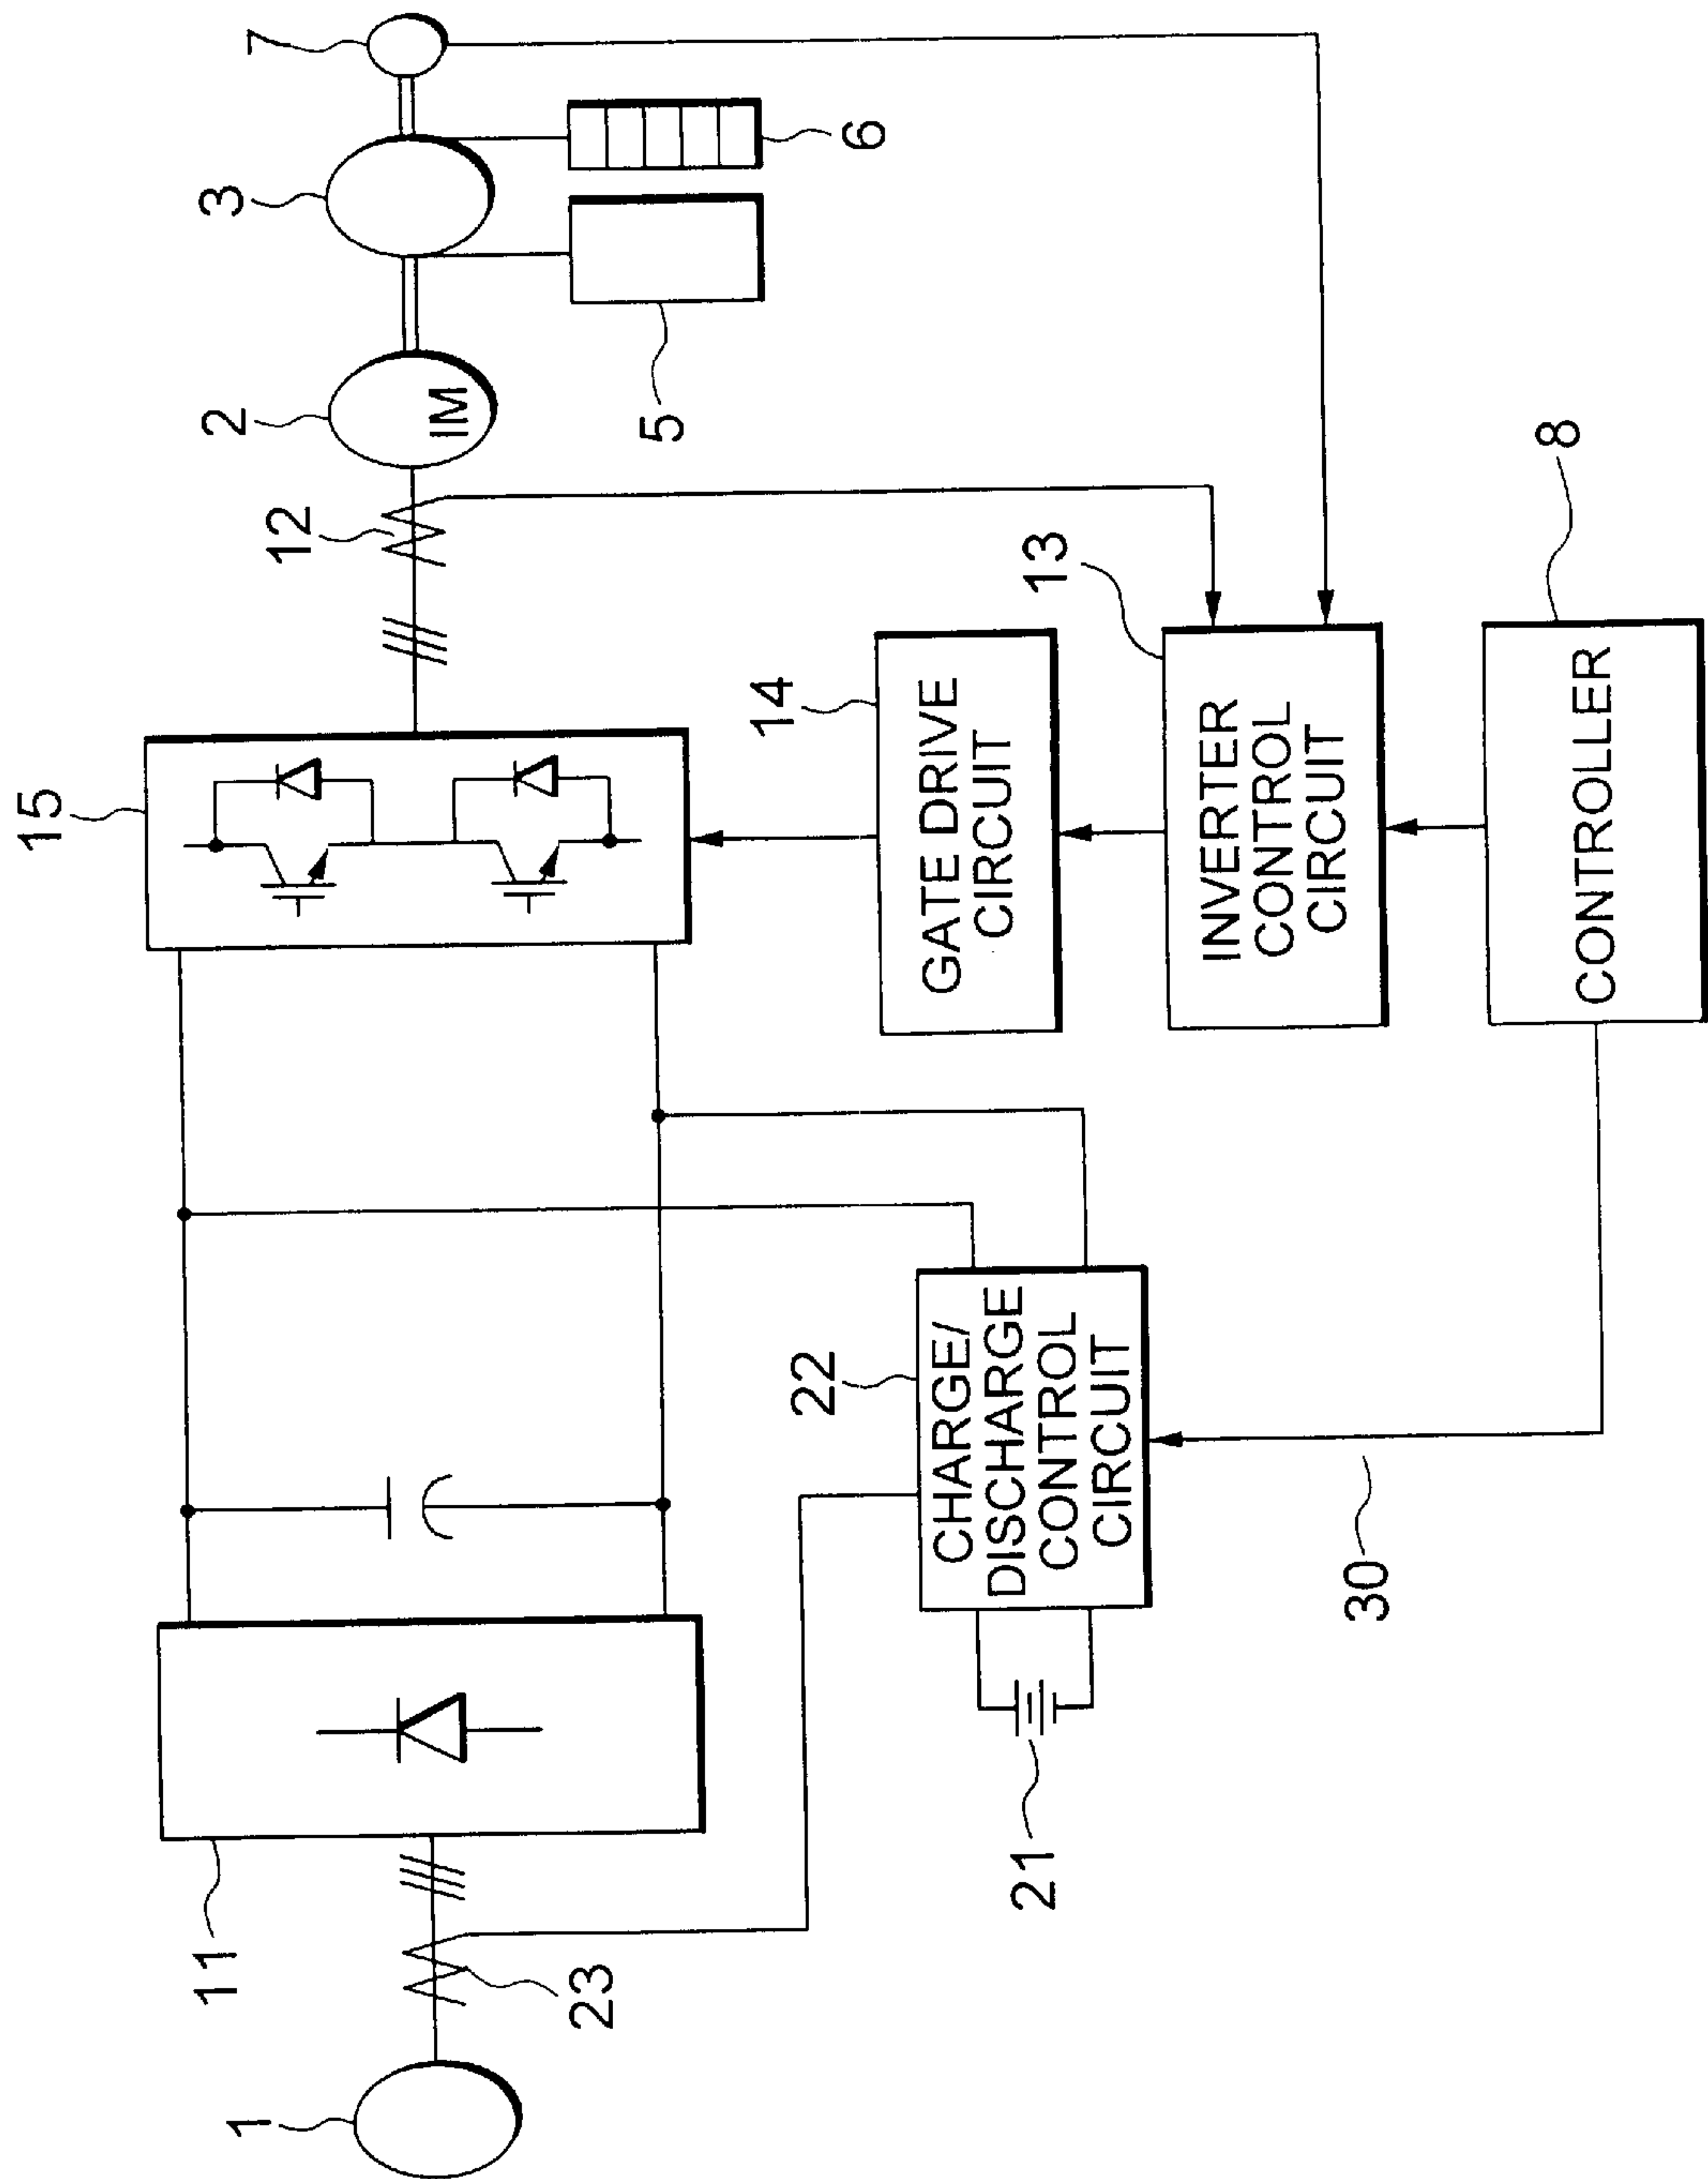 1
23
11
15
12
2
IM
3
7
5
6
21
22
CHARGE/
DISCHARGE
CONTROL
CIRCUIT
14
GATE DRIVE
CIRCUIT
13
INVERTER
CONTROL
CIRCUIT
30
CONTROLLER
8